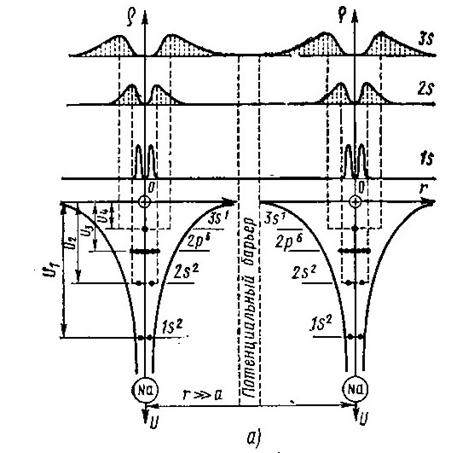 ρ ρ
3s
2s
1s
0 0 r
U₄ 3s¹ 3s¹
U₃ 2p⁶ 2p⁶
U₂ 2s² 2s²
U₁ 1s² 1s²
Потенциальный барьер
Na Na
r≫a
U U
а)